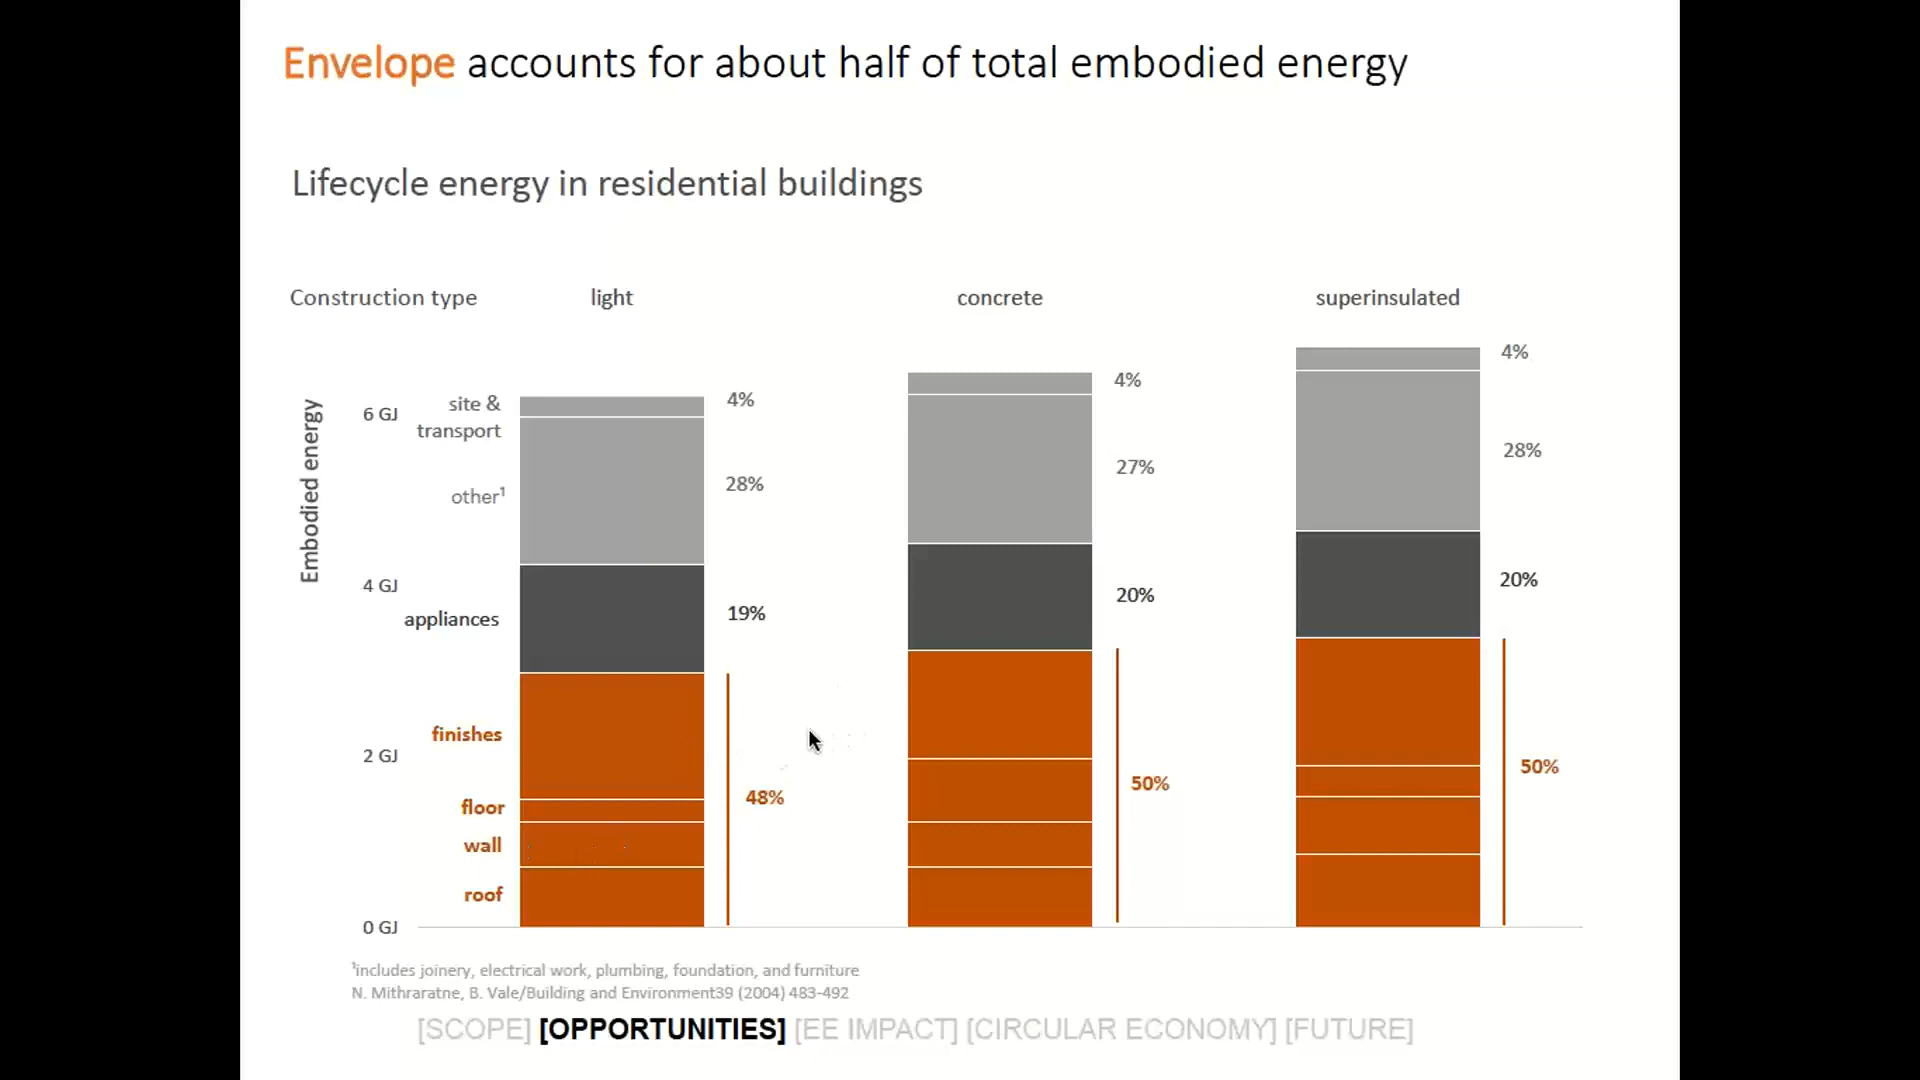 Envelope accounts for about half of total embodied energy
Lifecycle energy in residential buildings
Construction type light concrete superinsulated
Embodied energy
6 GJ
4 GJ
2 GJ
0 GJ
site &
transport
other¹
appliances
finishes
floor
wall
roof
4%
28%
19%
48%
4%
27%
20%
50%
4%
28%
20%
50%
¹includes joinery, electrical work, plumbing, foundation, and furniture
N. Mithraratne, B. Vale/Building and Environment39 (2004) 483-492
[SCOPE] [OPPORTUNITIES] [EE IMPACT] [CIRCULAR ECONOMY] [FUTURE]